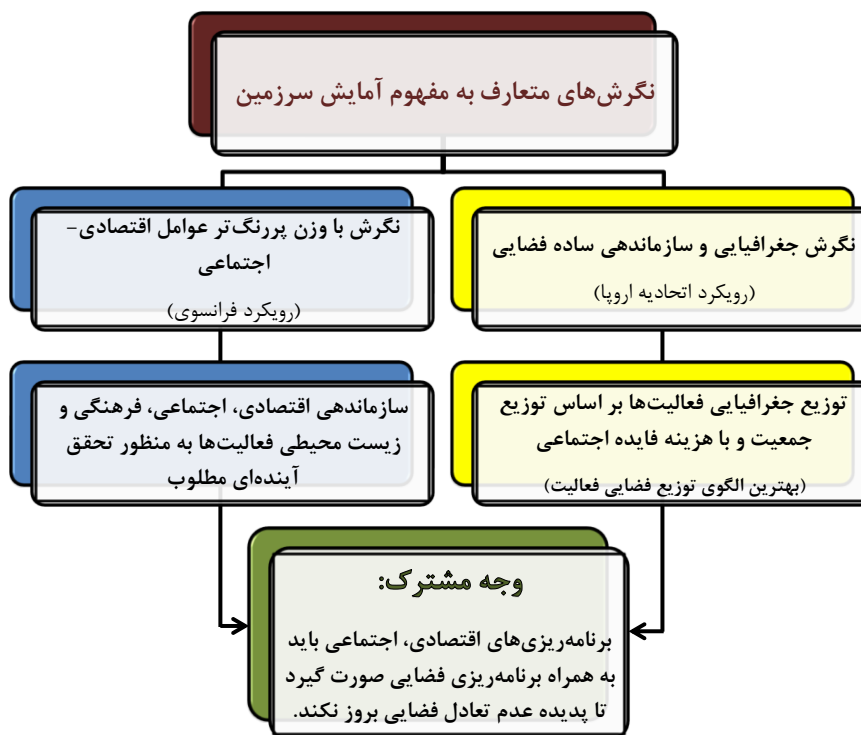 نگرش‌های متعارف به مفهوم آمایش سرزمین
نگرش جغرافیایی و سازماندهی ساده فضایی
(رویکرد اتحادیه اروپا)
نگرش با وزن پررنگ‌تر عوامل اقتصادی-
اجتماعی
(رویکرد فرانسوی)
توزیع جغرافیایی فعالیت‌ها بر اساس توزیع
جمعیت و با هزینه فایده اجتماعی
(بهترین الگوی توزیع فضایی فعالیت)
سازماندهی اقتصادی، اجتماعی، فرهنگی و
زیست محیطی فعالیت‌ها به منظور تحقق
آینده‌ای مطلوب
وجه مشترک:
برنامه‌ریزی‌های اقتصادی، اجتماعی باید
به همراه برنامه‌ریزی فضایی صورت گیرد
تا پدیده عدم تعادل فضایی بروز نکند.